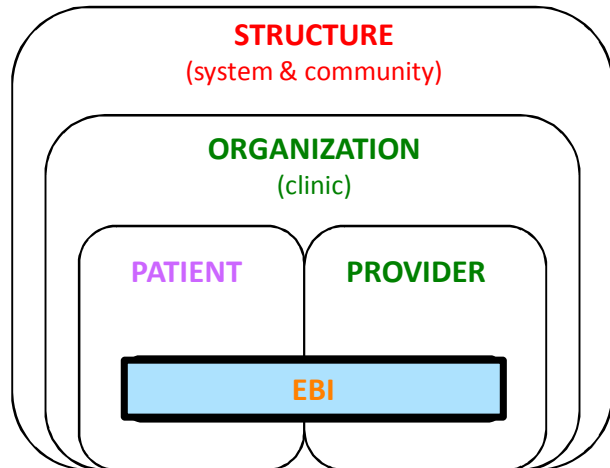 STRUCTURE
(system & community)
ORGANIZATION
(clinic)
PATIENT
PROVIDER
EBI